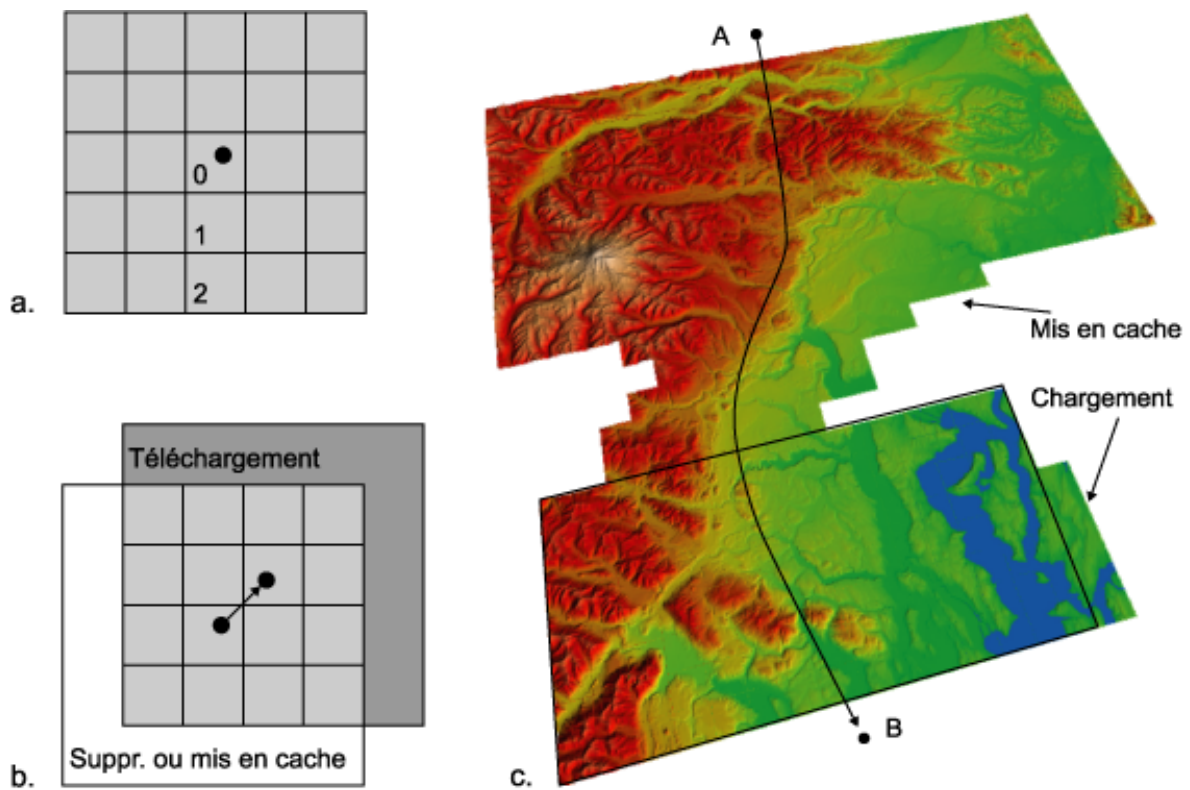 0
1
2
a.
Téléchargement
Suppr. ou mis en cache
b.
A
Mis en cache
Chargement
B
c.